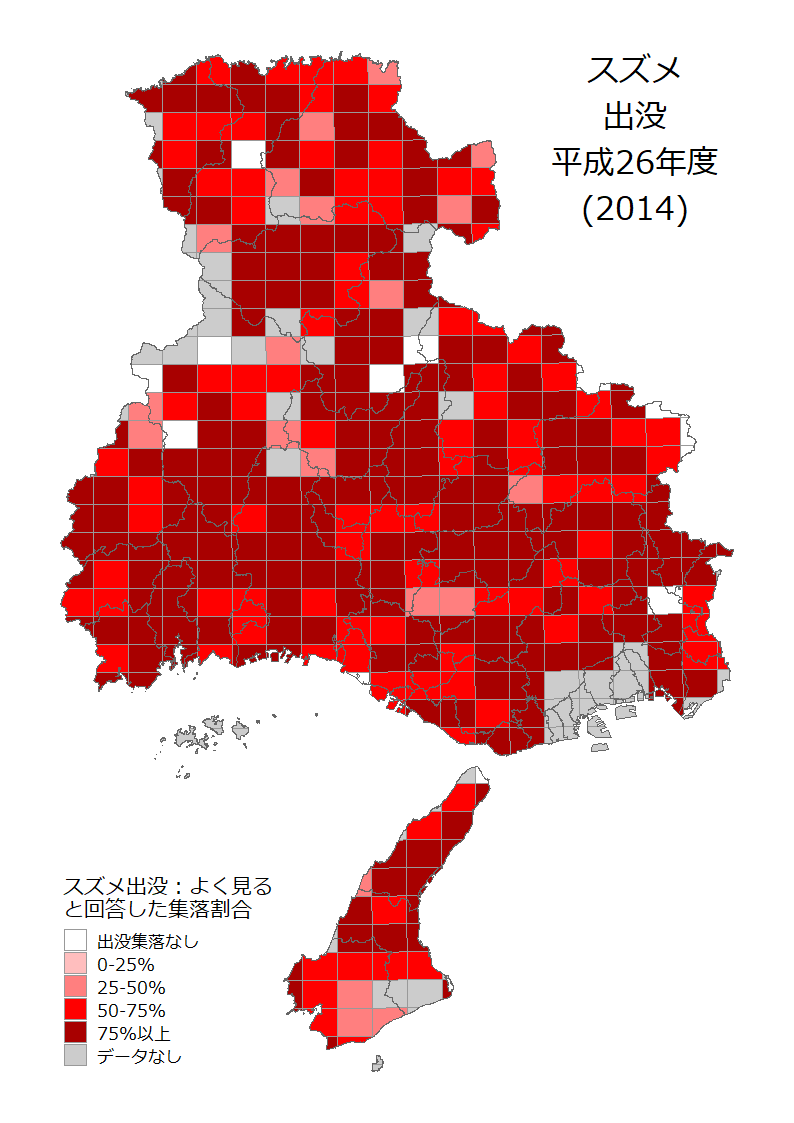 スズメ
出没
平成26年度
(2014)
スズメ出没：よく見る
と回答した集落割合
出没集落なし
0-25%
25-50%
50-75%
75%以上
データなし